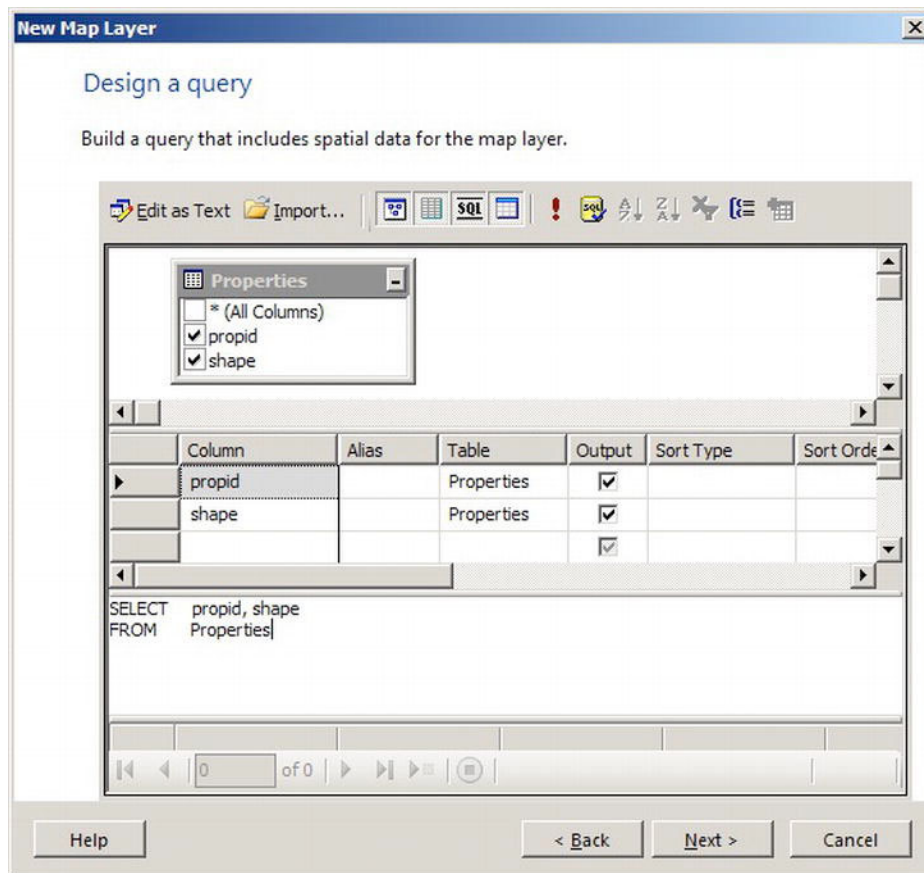 New Map Layer
Design a query
Build a query that includes spatial data for the map layer.
Edit as Text Import... SQL SQL A Z Z A
Properties
* (All Columns)
propid
shape
Column Alias Table Output Sort Type Sort Orde
propid Properties
shape Properties
SELECT propid, shape
FROM Properties
0 of 0
Help < Back Next > Cancel